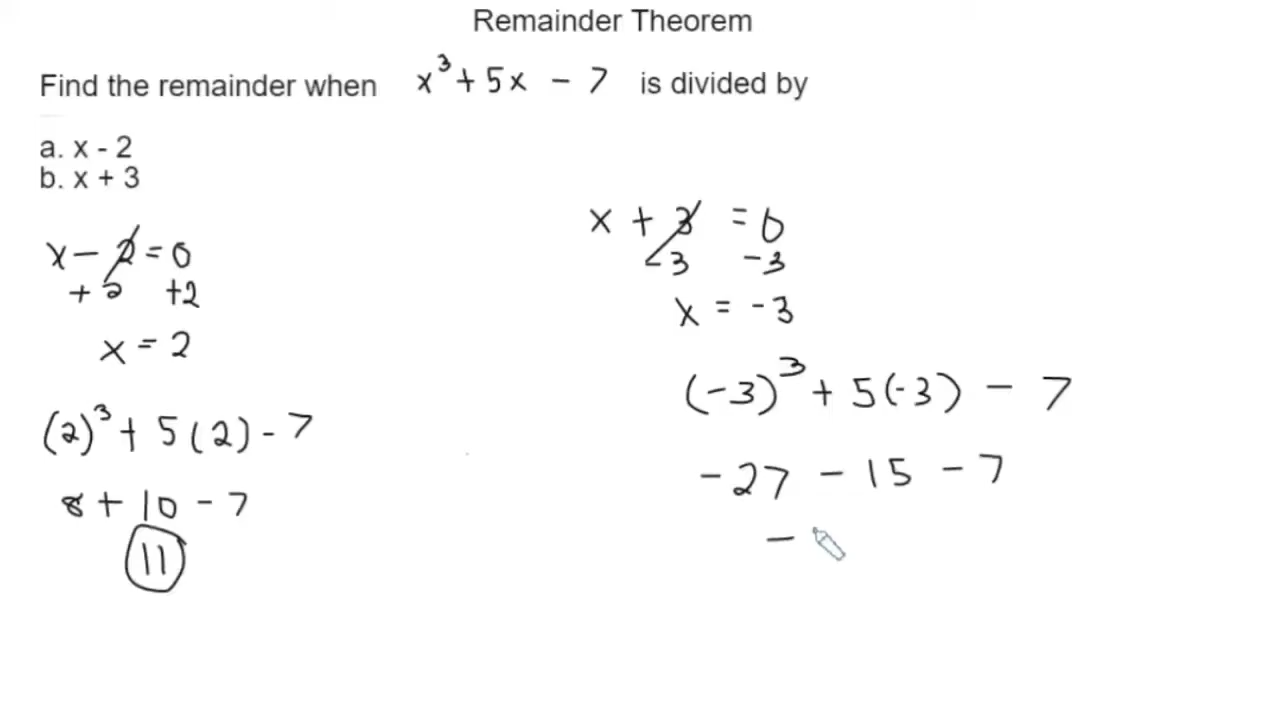 Remainder Theorem
Find the remainder when x³ + 5x - 7 is divided by
a. x - 2
b. x + 3
x - 2 = 0
+ 2 +2
x = 2
(2)³ + 5(2) - 7
8 + 10 - 7
11
x + 3 = 0
-3 -3
x = -3
(-3)³ + 5(-3) - 7
-27 - 15 - 7
-